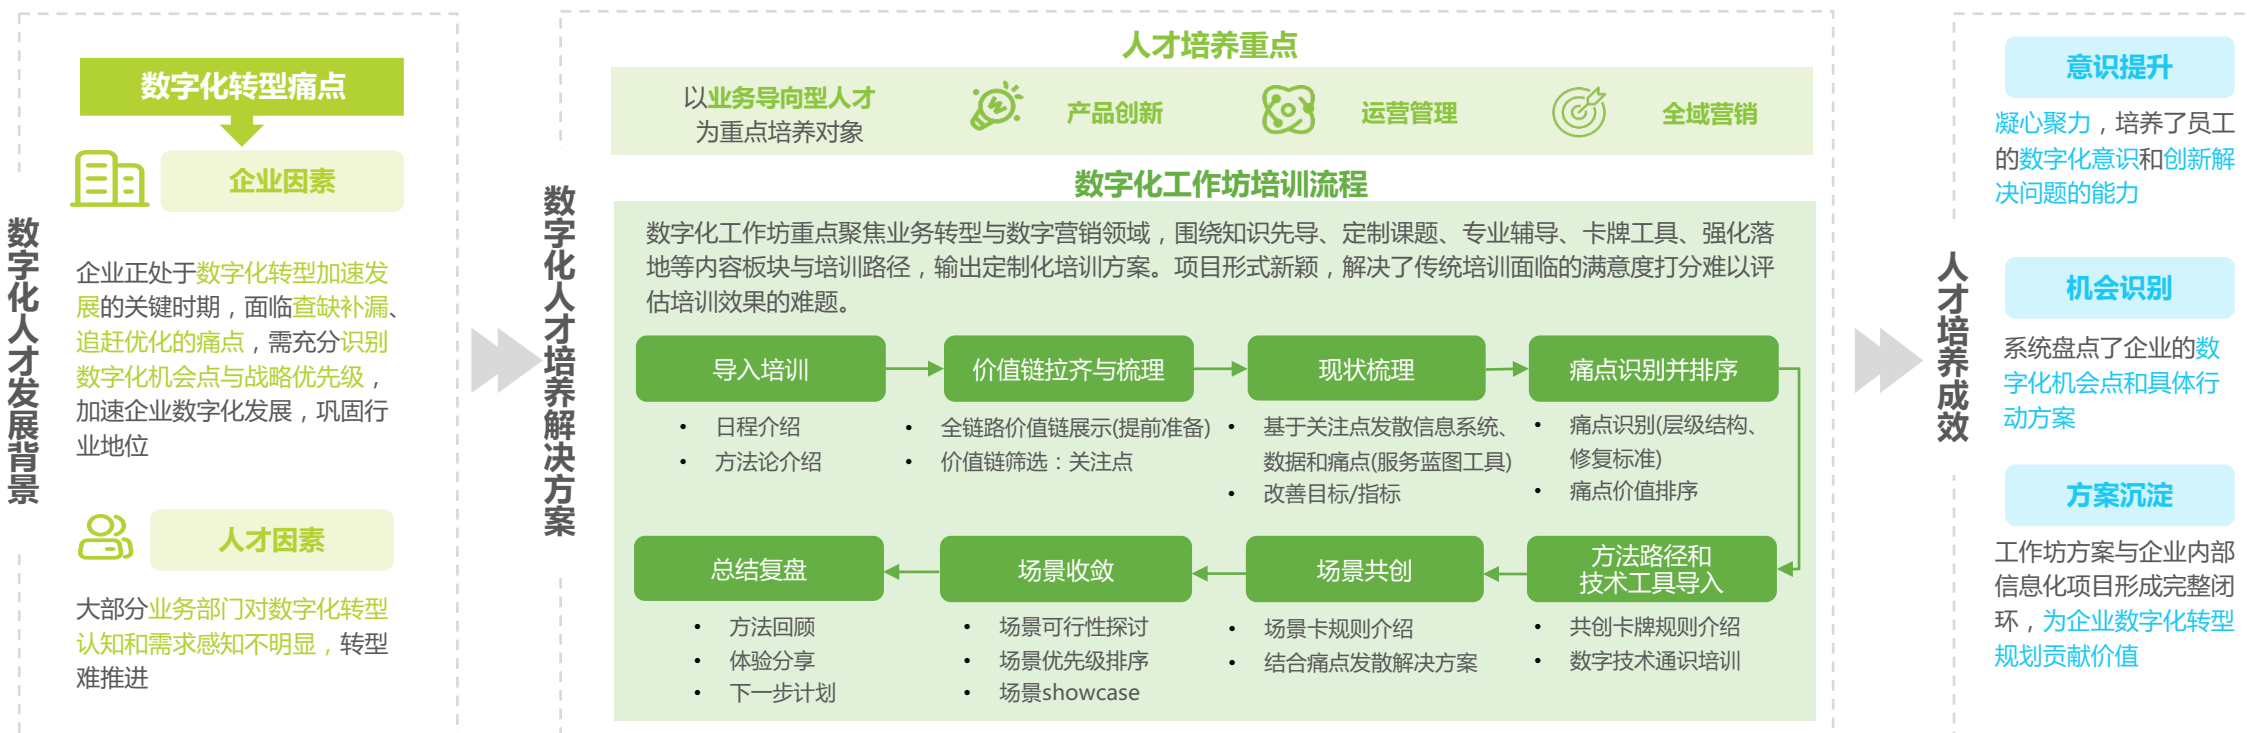 数字化人才发展背景
数字化转型痛点
企业因素
企业正处于数字化转型加速发
展的关键时期，面临查缺补漏、
追赶优化的痛点，需充分识别
数字化机会点与战略优先级，
加速企业数字化发展，巩固行
业地位
人才因素
大部分业务部门对数字化转型
认知和需求感知不明显，转型
难推进
数字化人才培养解决方案
人才培养重点
以业务导向型人才
为重点培养对象
产品创新
运营管理
全域营销
数字化工作坊培训流程
数字化工作坊重点聚焦业务转型与数字营销领域，围绕知识先导、定制课题、专业辅导、卡牌工具、强化落
地等内容板块与培训路径，输出定制化培训方案。项目形式新颖，解决了传统培训面临的满意度打分难以评
估培训效果的难题。
导入培训
• 日程介绍
• 方法论介绍
价值链拉齐与梳理
• 全链路价值链展示(提前准备)
• 价值链筛选：关注点
现状梳理
• 基于关注点发散信息系统、
数据和痛点(服务蓝图工具)
• 改善目标/指标
痛点识别并排序
• 痛点识别(层级结构、
修复标准)
• 痛点价值排序
方法路径和
技术工具导入
• 共创卡牌规则介绍
• 数字技术通识培训
场景共创
• 场景卡规则介绍
• 结合痛点发散解决方案
场景收敛
• 场景可行性探讨
• 场景优先级排序
• 场景showcase
总结复盘
• 方法回顾
• 体验分享
• 下一步计划
人才培养成效
意识提升
凝心聚力，培养了员工
的数字化意识和创新解
决问题的能力
机会识别
系统盘点了企业的数
字化机会点和具体行
动方案
方案沉淀
工作坊方案与企业内部
信息化项目形成完整闭
环，为企业数字化转型
规划贡献价值